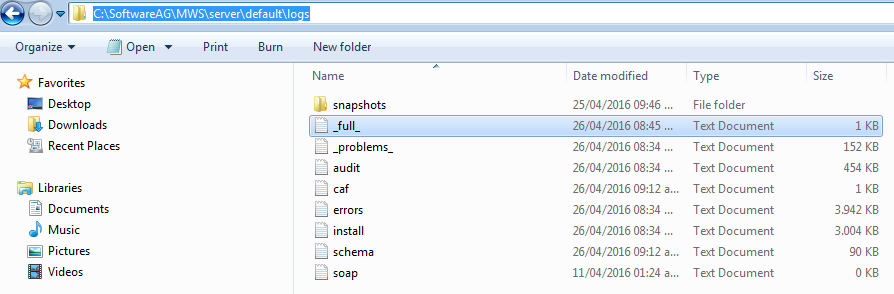 C:\SoftwareAG\MWS\server\default\logs
Organize Open Print Burn New folder
Favorites
Desktop
Downloads
Recent Places
Libraries
Documents
Music
Pictures
Videos
Name Date modified Type Size
snapshots 25/04/2016 09:46 ... File folder
_full_ 26/04/2016 08:45 ... Text Document 1 KB
_problems_ 26/04/2016 08:34 ... Text Document 152 KB
audit 26/04/2016 08:34 ... Text Document 454 KB
caf 26/04/2016 09:12 a... Text Document 1 KB
errors 26/04/2016 08:34 ... Text Document 3.942 KB
install 26/04/2016 08:34 ... Text Document 3.004 KB
schema 26/04/2016 09:12 a... Text Document 90 KB
soap 11/04/2016 01:24 a... Text Document 0 KB